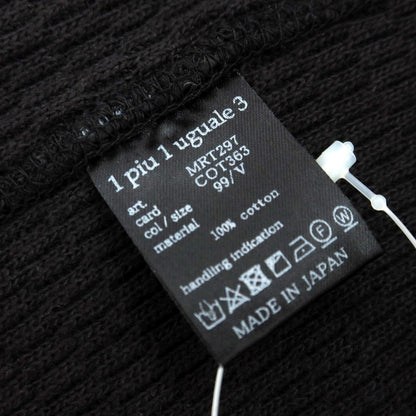 1 piu 1 uguale 3
art. MRT297
card COT363
col / size 99/V
material 100% cotton
handling indication
F W
MADE IN JAPAN